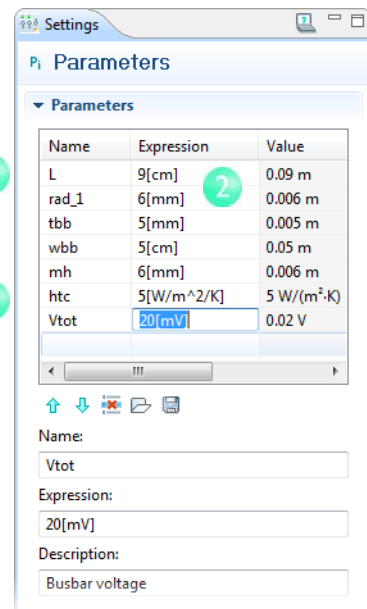 Settings
Pi Parameters
Parameters
Name Expression Value
L 9[cm] 0.09 m
rad_1 6[mm] 0.006 m
2
tbb 5[mm] 0.005 m
wbb 5[cm] 0.05 m
mh 6[mm] 0.006 m
htc 5[W/m^2/K] 5 W/(m²·K)
Vtot 20[mV] 0.02 V
Name:
Vtot
Expression:
20[mV]
Description:
Busbar voltage